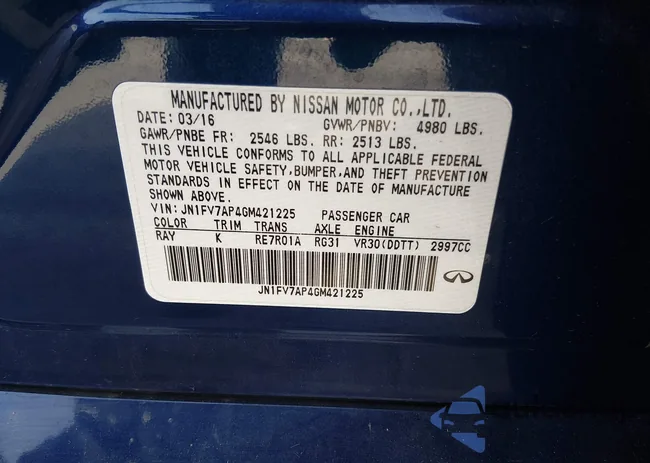 MANUFACTURED BY NISSAN MOTOR CO.,LTD.
DATE: 03/16 GVWR/PNBV: 4980 LBS.
GAWR/PNBE FR: 2546 LBS. RR: 2513 LBS.
THIS VEHICLE CONFORMS TO ALL APPLICABLE FEDERAL
MOTOR VEHICLE SAFETY,BUMPER,AND THEFT PREVENTION
STANDARDS IN EFFECT ON THE DATE OF MANUFACTURE
SHOWN ABOVE.
VIN: JN1FV7AP4GM421225 PASSENGER CAR
COLOR TRIM TRANS AXLE ENGINE
RAY K RE7R01A RG31 VR30(DDTT) 2997CC
JN1FV7AP4GM421225